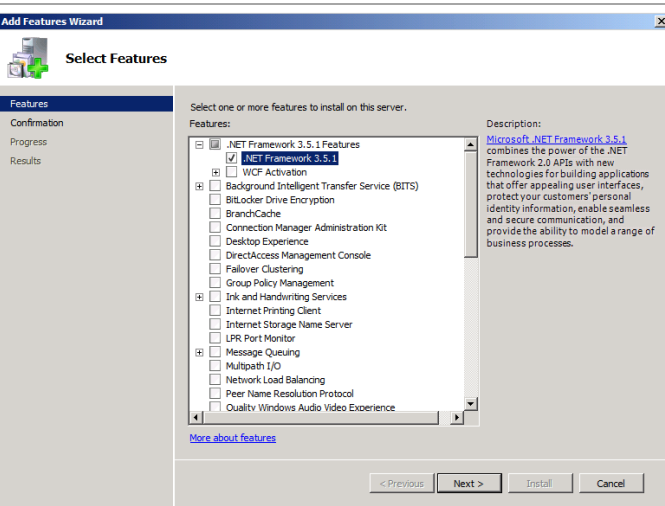 Add Features Wizard
Select Features
Features
Confirmation
Progress
Results
Select one or more features to install on this server.
Features:
.NET Framework 3.5.1 Features
.NET Framework 3.5.1
WCF Activation
Background Intelligent Transfer Service (BITS)
BitLocker Drive Encryption
BranchCache
Connection Manager Administration Kit
Desktop Experience
DirectAccess Management Console
Failover Clustering
Group Policy Management
Ink and Handwriting Services
Internet Printing Client
Internet Storage Name Server
LPR Port Monitor
Message Queuing
Multipath I/O
Network Load Balancing
Peer Name Resolution Protocol
Quality Windows Audio Video Experience
More about features
Description:
Microsoft .NET Framework 3.5.1
combines the power of the .NET
Framework 2.0 APIs with new
technologies for building applications
that offer appealing user interfaces,
protect your customers' personal
identity information, enable seamless
and secure communication, and
provide the ability to model a range of
business processes.
< Previous
Next >
Install
Cancel